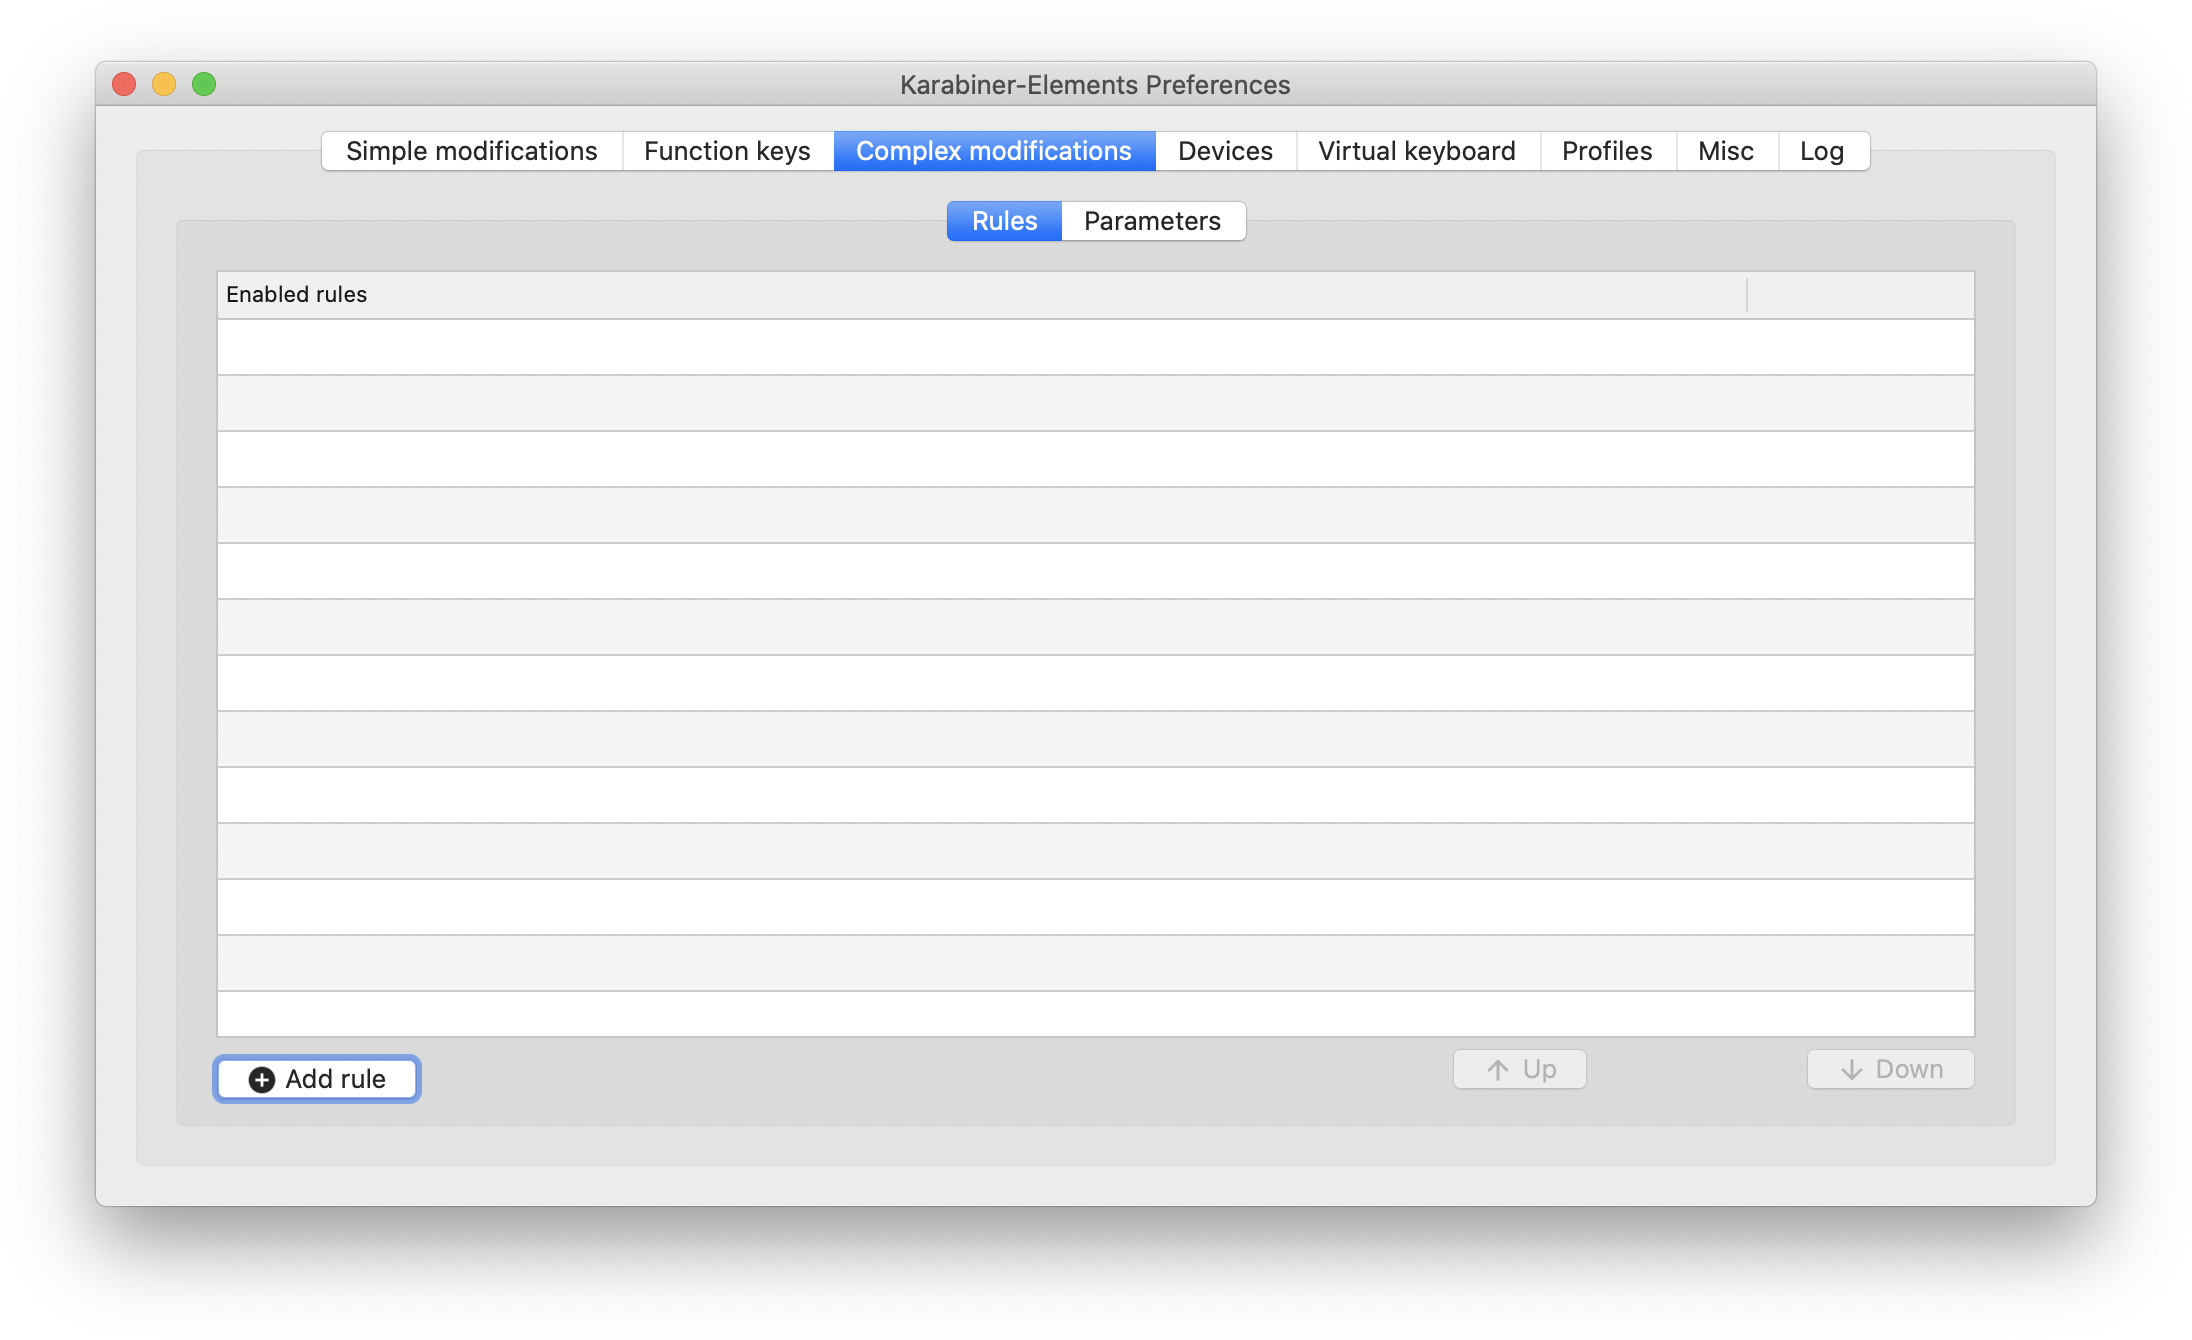 Karabiner-Elements Preferences
Simple modifications Function keys Complex modifications Devices Virtual keyboard Profiles Misc Log
Rules Parameters
Enabled rules
Add rule Up Down